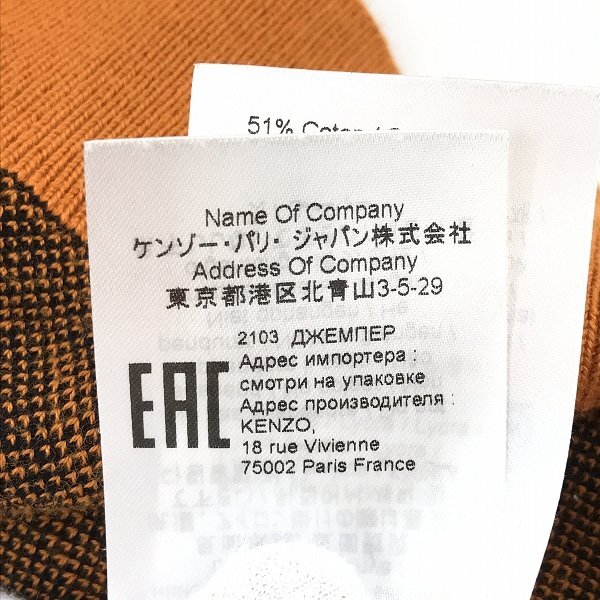 51%
Name Of Company
ケンゾー・パリ・ジャパン株式会社
Address Of Company
東京都港区北青山3-5-29
2103 ДЖЕМПЕР
EAC
Адрес импортера :
смотри на упаковке
Адрес производителя :
KENZO,
18 rue Vivienne
75002 Paris France